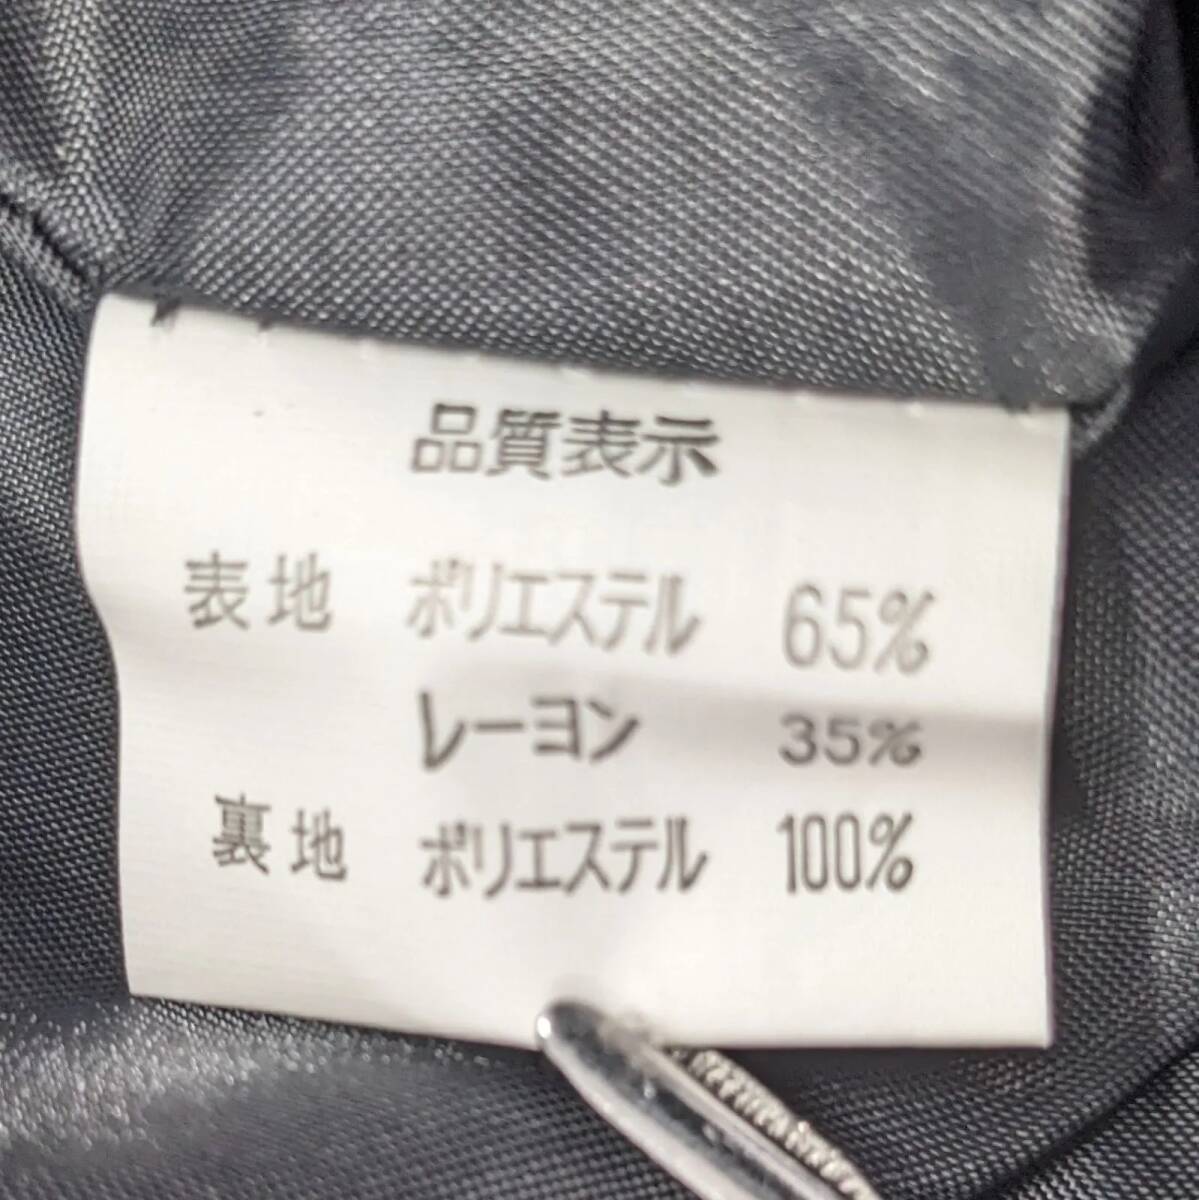 品質表示
表地 ポリエステル 65%
レーヨン 35%
裏地 ポリエステル 100%